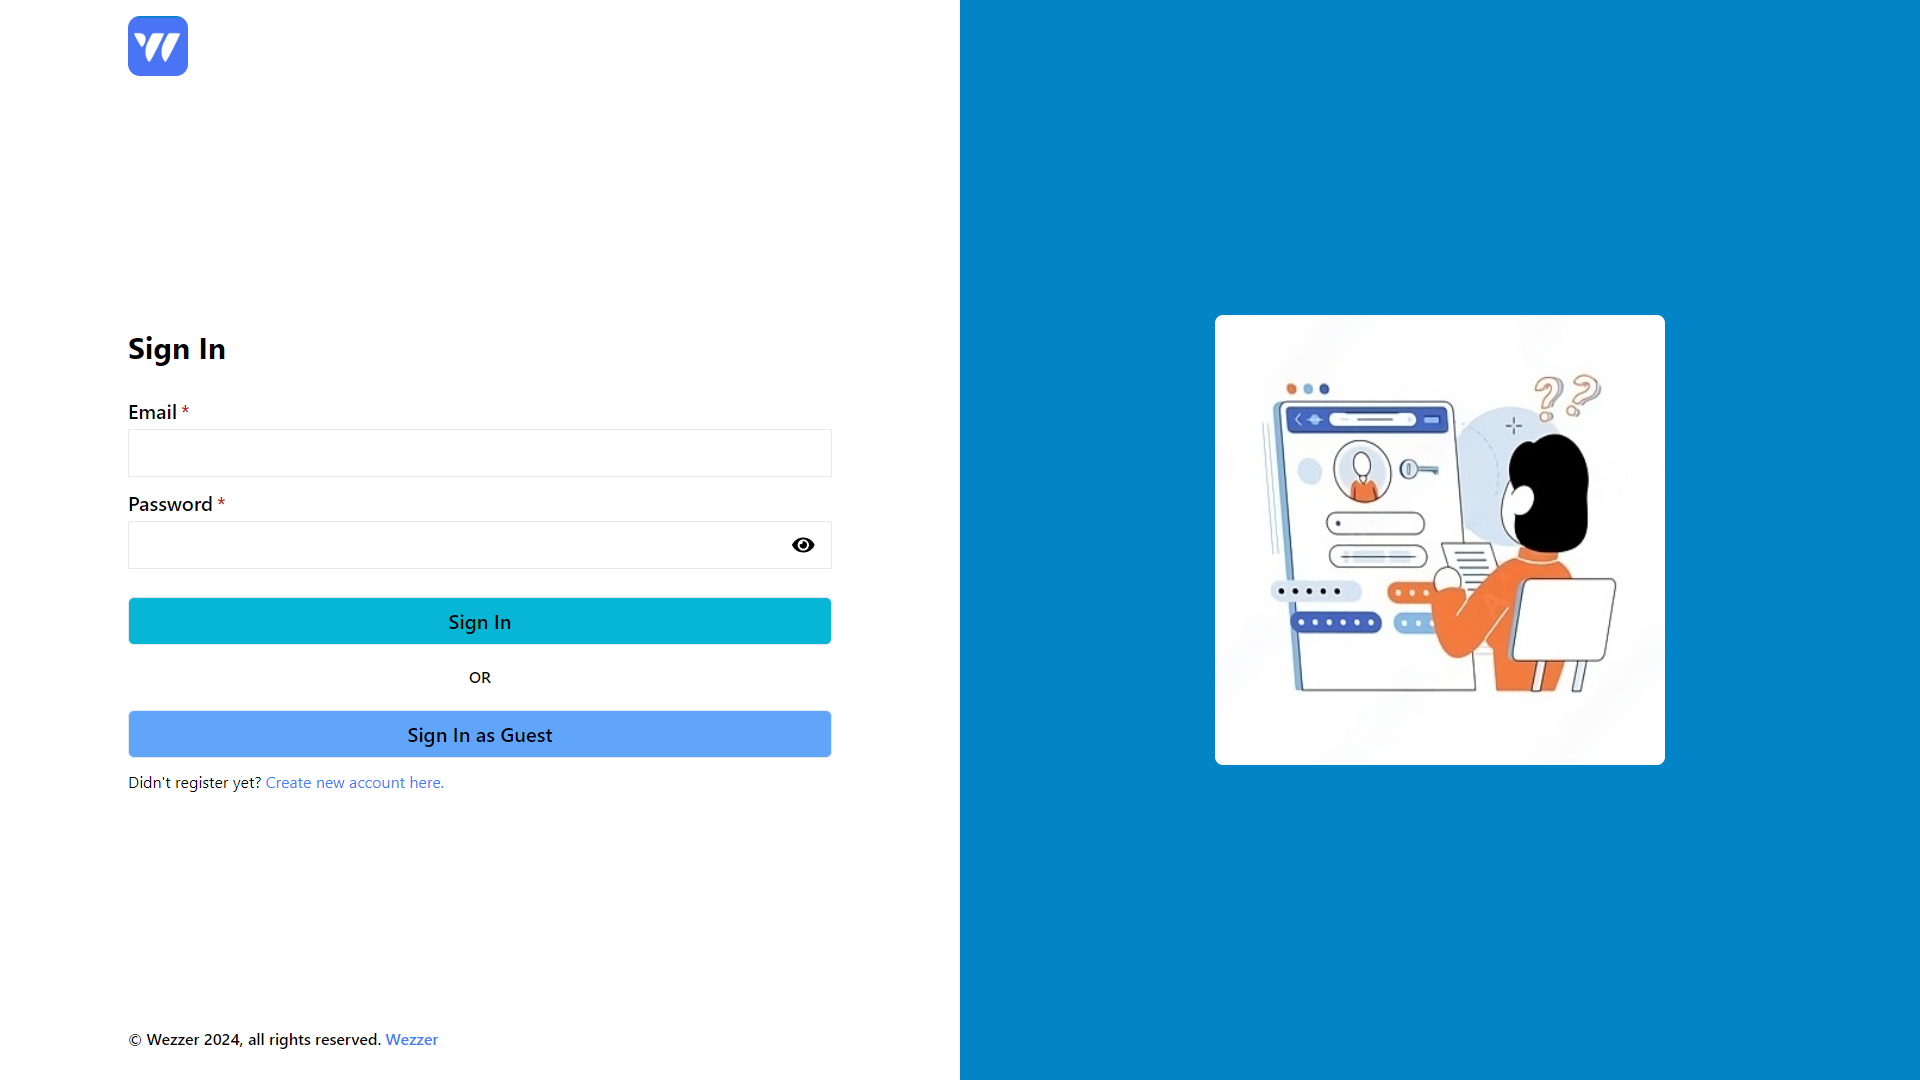 Sign In
Email *
Password *
Sign In
OR
Sign In as Guest
Didn't register yet? Create new account here.
© Wezzer 2024, all rights reserved. Wezzer
??